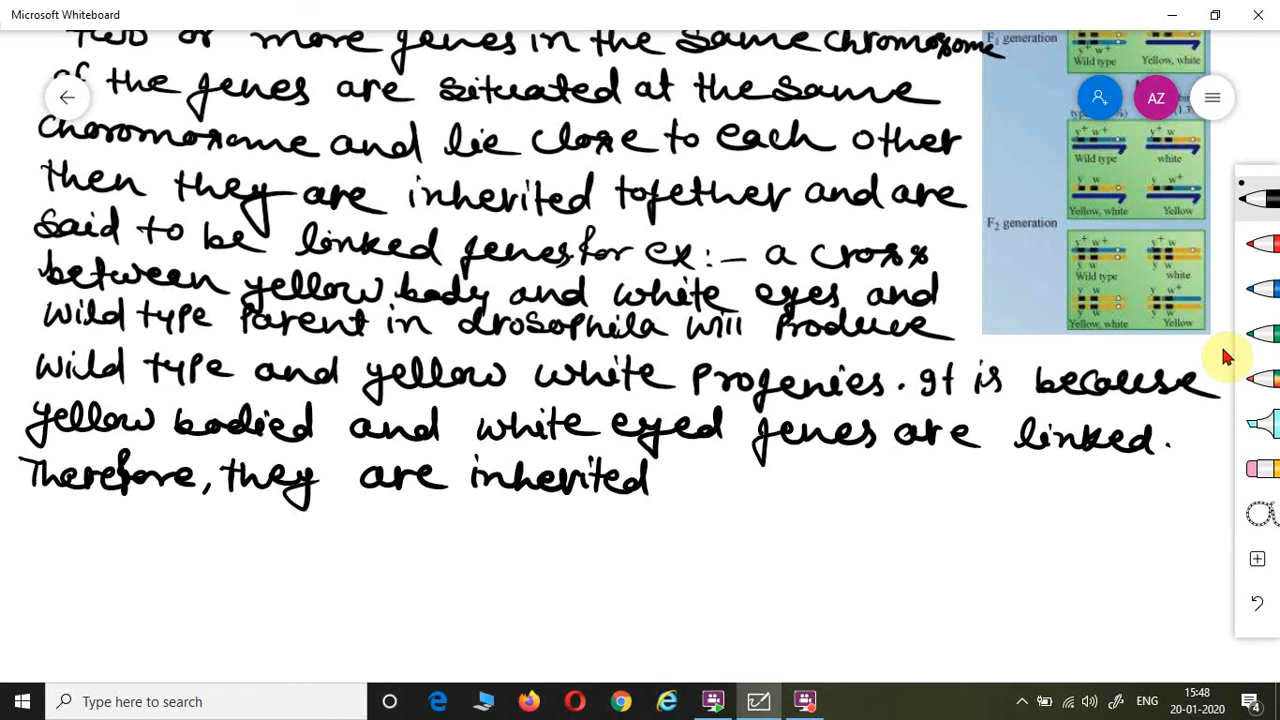 Microsoft Whiteboard
two or more genes in the same chromosome
of the genes are situated at the same
choromosome and lie close to each other
then they are inherited together and are
said to be linked genes. for ex:- a cross
between yellow body and white eyes and
wild type parent in drosophila will produce
wild type and yellow white progenies. It is because
yellow bodied and white eyed genes are linked.
Therefore, they are inherited
F1 generation
y+ w+
Wild type
Yellow, white
AZ
y+ w+
y w
Wild type
white
y w
y w+
Yellow, white
Yellow
F2 generation
y+ w+
y w
y+ w
y w
Wild type
white
y w
y w
y w+
y w
Yellow, white
Yellow
Type here to search
ENG
15:48
20-01-2020
4